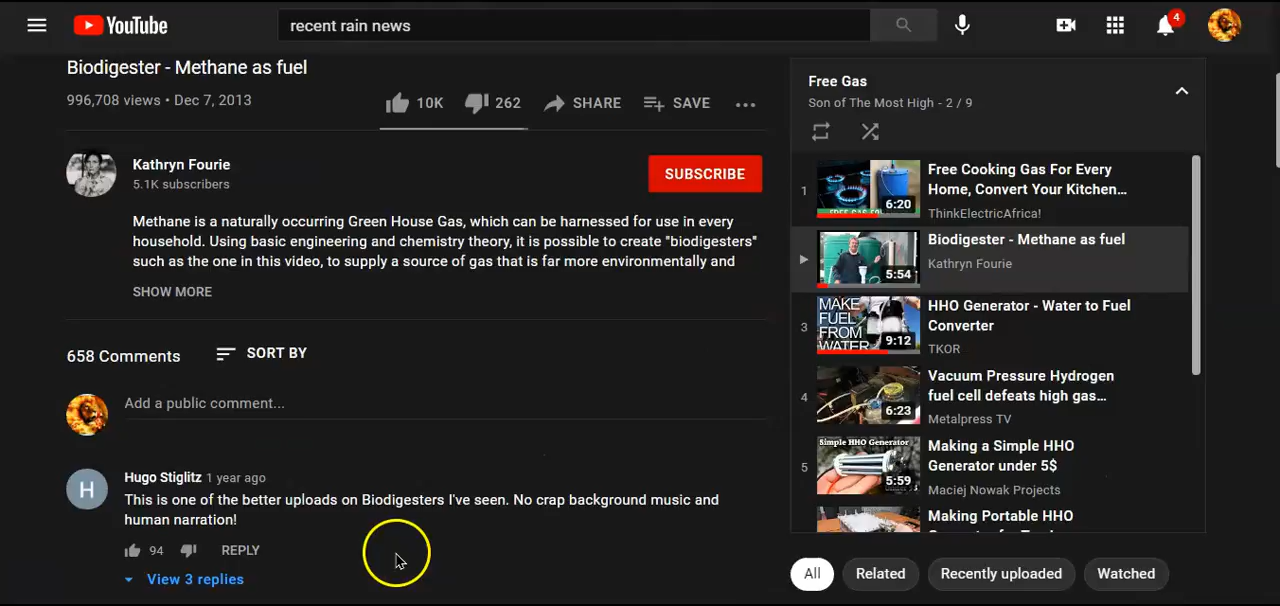 YouTube
recent rain news
4
Biodigester - Methane as fuel
996,708 views • Dec 7, 2013
10K
262
SHARE
SAVE
Kathryn Fourie
5.1K subscribers
SUBSCRIBE
Methane is a naturally occurring Green House Gas, which can be harnessed for use in every
household. Using basic engineering and chemistry theory, it is possible to create "biodigesters"
such as the one in this video, to supply a source of gas that is far more environmentally and
SHOW MORE
658 Comments
SORT BY
Add a public comment...
H
Hugo Stiglitz 1 year ago
This is one of the better uploads on Biodigesters I've seen. No crap background music and
human narration!
94
REPLY
View 3 replies
Free Gas
Son of The Most High - 2 / 9
1
6:20
Free Cooking Gas For Every
Home, Convert Your Kitchen...
ThinkElectricAfrica!
5:54
Biodigester - Methane as fuel
Kathryn Fourie
3
MAKE
FUEL
FROM
WATER
9:12
HHO Generator - Water to Fuel
Converter
TKOR
4
6:23
Vacuum Pressure Hydrogen
fuel cell defeats high gas...
Metalpress TV
5
Simple HHO Generator
5:59
Making a Simple HHO
Generator under 5$
Maciej Nowak Projects
Making Portable HHO
All
Related
Recently uploaded
Watched